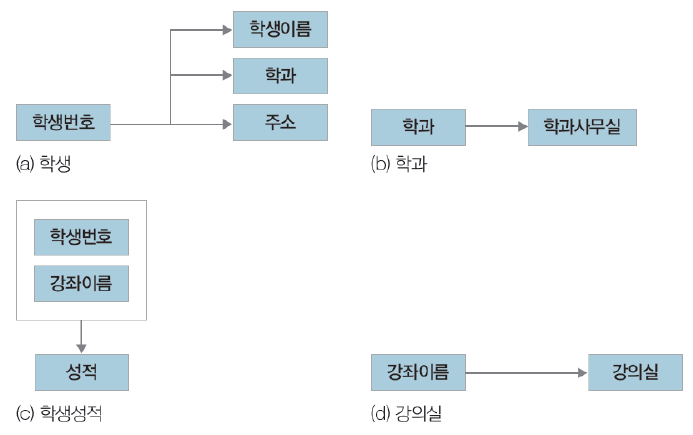 학생이름
학과
학생번호
주소
(a) 학생
학과
학과사무실
(b) 학과
학생번호
강좌이름
성적
(c) 학생성적
강좌이름
강의실
(d) 강의실